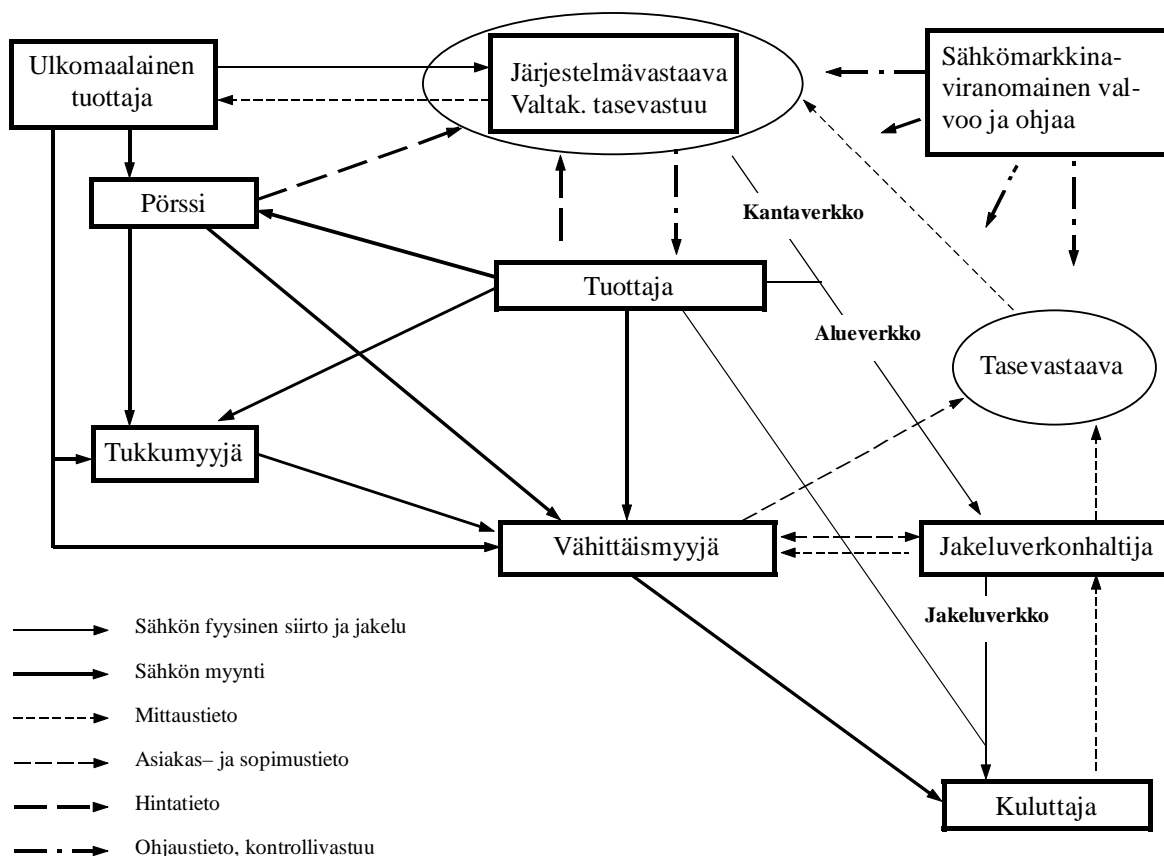 Ulkomaalainen
tuottaja
Järjestelmävastaava
Valtak. tasevastuu
Sähkömarkkina-
viranomainen val-
voo ja ohjaa
Pörssi
Kantaverkko
Tuottaja
Alueverkko
Tasevastaava
Tukkumyyjä
Vähittäismyyjä
Jakeluverkonhaltija
Jakeluverkko
Kuluttaja
Sähkön fyysinen siirto ja jakelu
Sähkön myynti
Mittaustieto
Asiakas– ja sopimustieto
Hintatieto
Ohjaustieto, kontrollivastuu